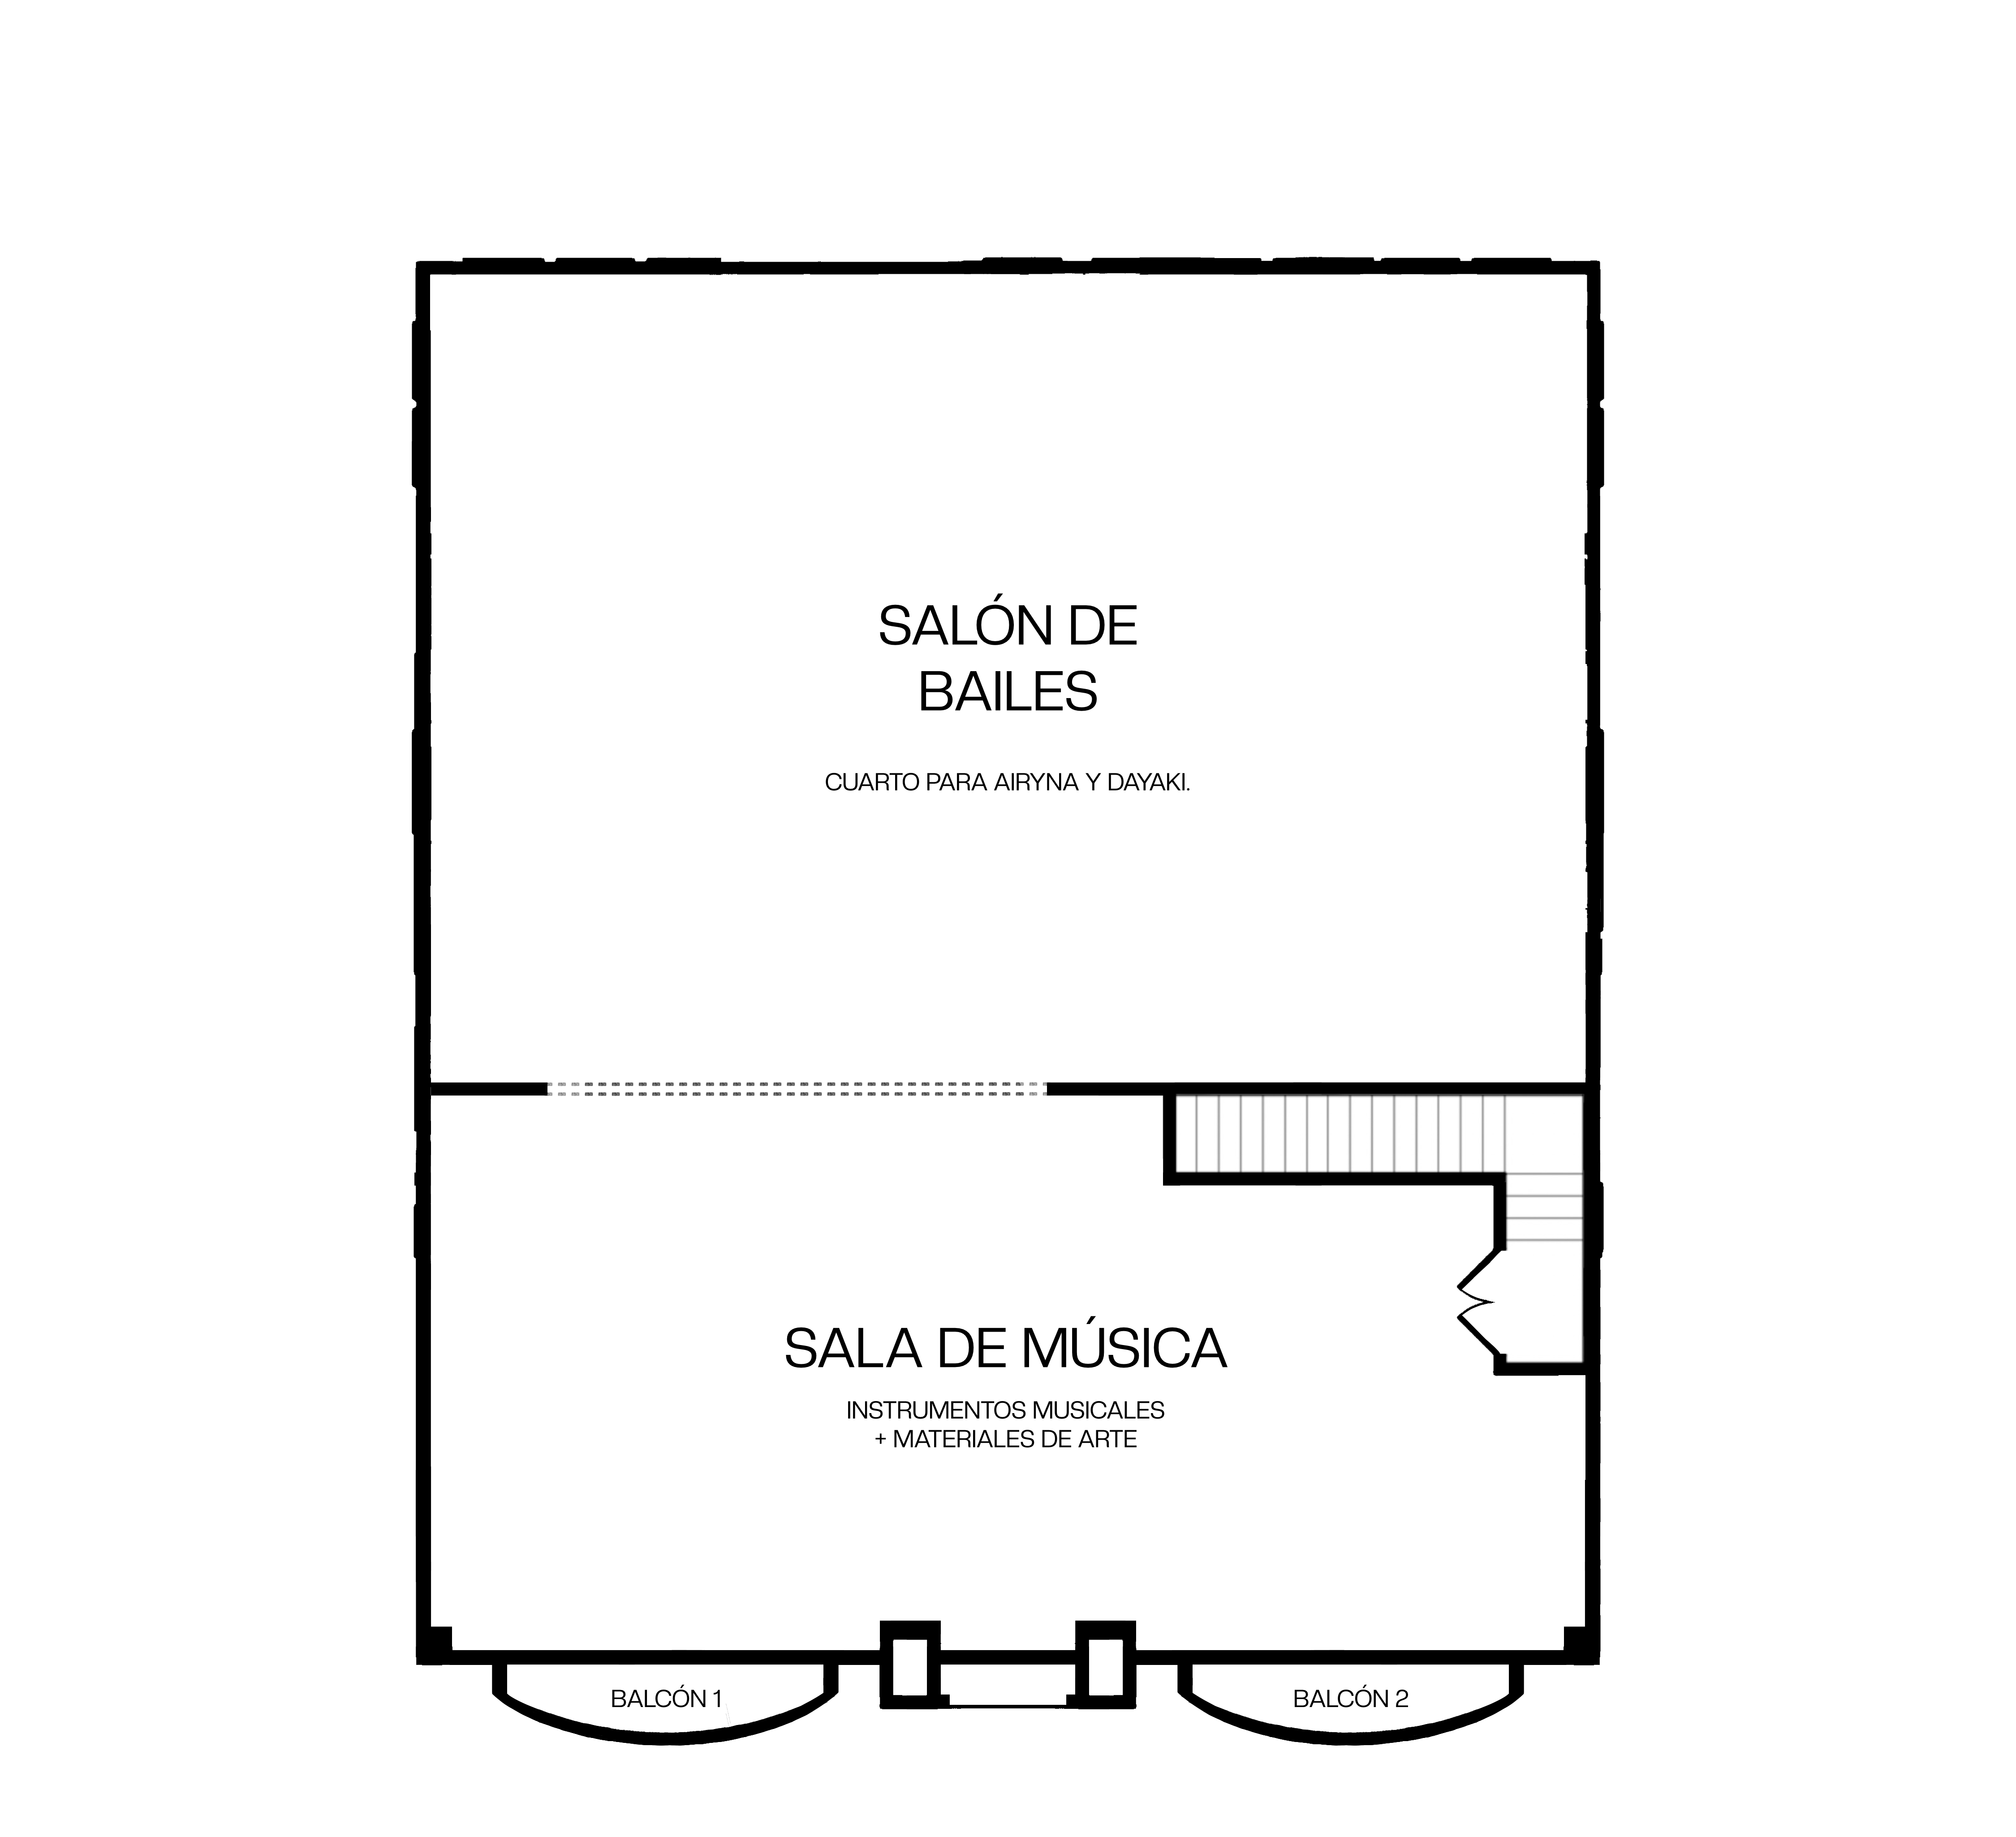 SALÓN DE
BAILES
CUARTO PARA AIRYNA Y DAYAKI.
SALA DE MÚSICA
INSTRUMENTOS MUSICALES
+ MATERIALES DE ARTE
BALCÓN 1
BALCÓN 2